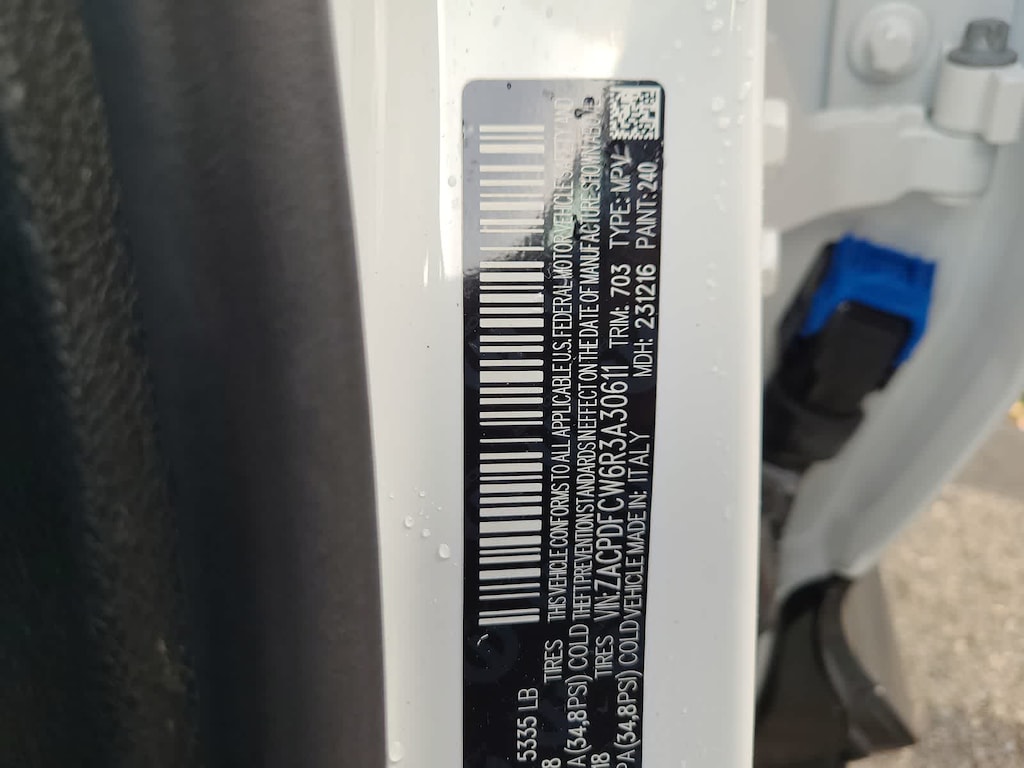 5335 LB
8 TIRES THIS VEHICLE CONFORMS TO ALL APPLICABLE U.S. FEDERAL MOTOR VEHICLE SAFETY AND
A (34,8PSI) COLD THEFT PREVENTION STANDARDS IN EFFECT ON THE DATE OF MANUFACTURE SHOWN ABOVE
18 TIRES VIN: ZACPDFCW6R3A30611 TRIM: 703 TYPE: MPV
PA (34,8PSI) COLD VEHICLE MADE IN: ITALY MDH: 231216 PAINT: 240